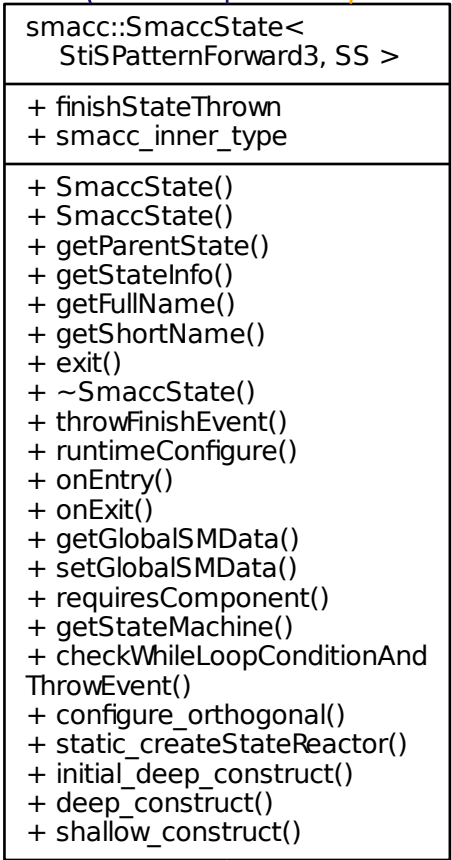 smacc::SmaccState<
StiSPatternForward3, SS >
+ finishStateThrown
+ smacc_inner_type
+ SmaccState()
+ SmaccState()
+ getParentState()
+ getStateInfo()
+ getFullName()
+ getShortName()
+ exit()
+ ~SmaccState()
+ throwFinishEvent()
+ runtimeConfigure()
+ onEntry()
+ onExit()
+ getGlobalSMData()
+ setGlobalSMData()
+ requiresComponent()
+ getStateMachine()
+ checkWhileLoopConditionAnd
ThrowEvent()
+ configure_orthogonal()
+ static_createStateReactor()
+ initial_deep_construct()
+ deep_construct()
+ shallow_construct()